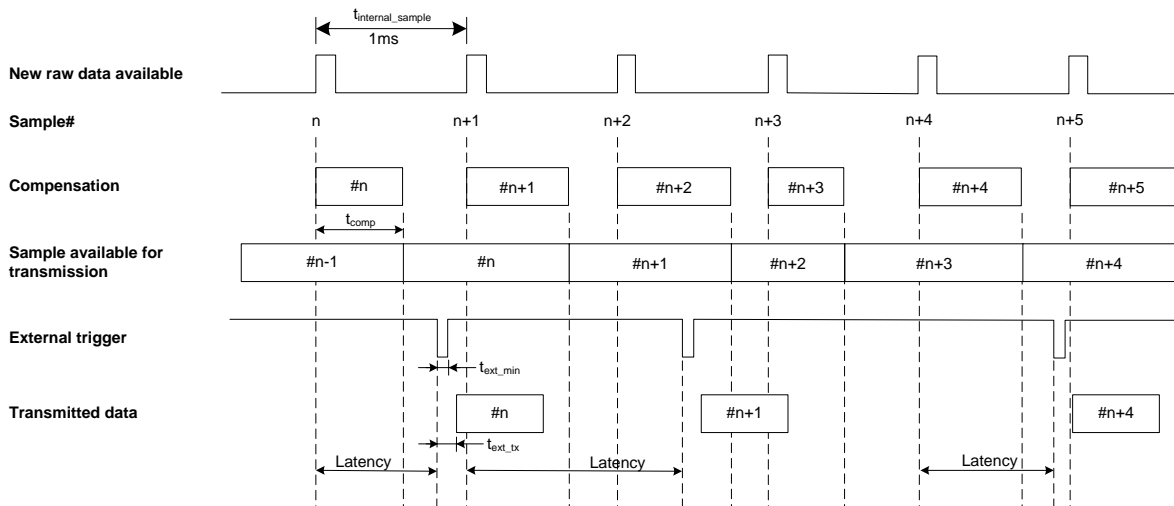 t_internal_sample
1ms
New raw data available
Sample#
n
n+1
n+2
n+3
n+4
n+5
Compensation
#n
#n+1
#n+2
#n+3
#n+4
#n+5
t_comp
Sample available for
transmission
#n-1
#n
#n+1
#n+2
#n+3
#n+4
External trigger
t_ext_min
Transmitted data
#n
#n+1
#n+4
t_ext_tx
Latency
Latency
Latency